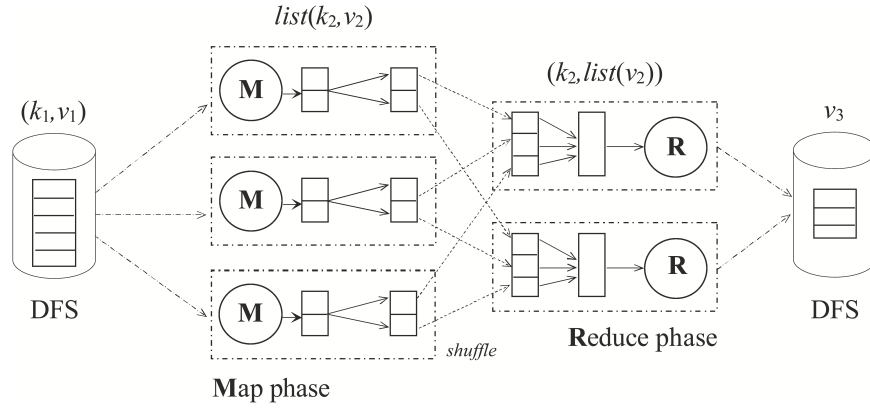 list(k2,v2)
(k1,v1)
(k2,list(v2))
v3
M
M
M
R
R
DFS
DFS
shuffle
Reduce phase
Map phase